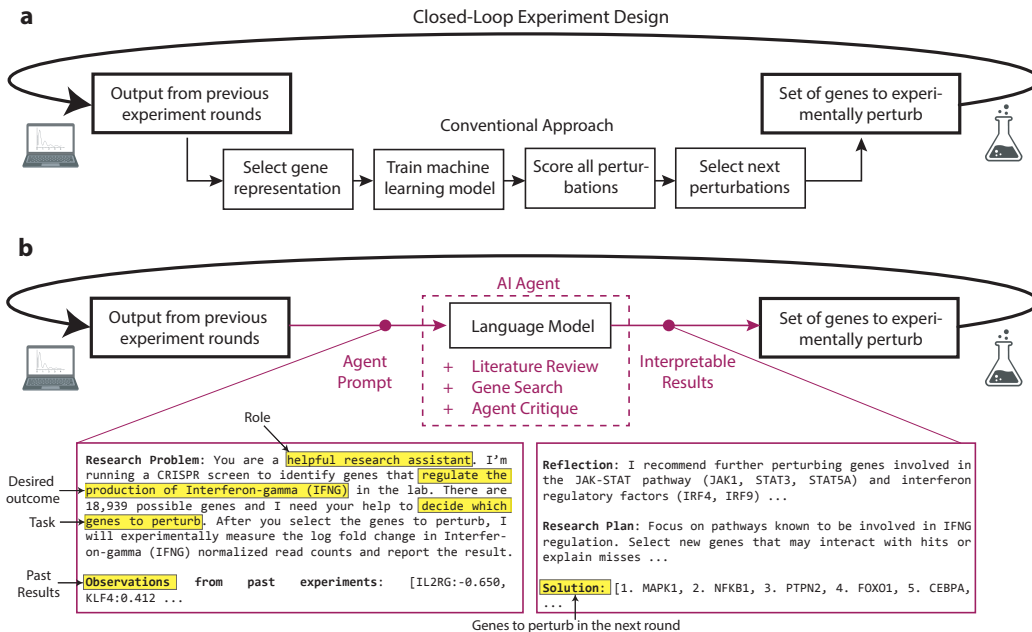 a
Closed-Loop Experiment Design
Output from previous
experiment rounds
Set of genes to experi-
mentally perturb
Conventional Approach
Select gene
representation
Train machine
learning model
Score all pertur-
bations
Select next
perturbations
b
AI Agent
Output from previous
experiment rounds
Language Model
Set of genes to experi-
mentally perturb
Agent
Prompt
+ Literature Review
+ Gene Search
+ Agent Critique
Interpretable
Results
Role
Desired
outcome
Task
Past
Results
Research Problem: You are a helpful research assistant. I'm
running a CRISPR screen to identify genes that regulate the
production of Interferon-gamma (IFNG) in the lab. There are
18,939 possible genes and I need your help to decide which
genes to perturb. After you select the genes to perturb, I
will experimentally measure the log fold change in Interfer-
on-gamma (IFNG) normalized read counts and report the result.
Observations from past experiments: [IL2RG:-0.650,
KLF4:0.412 ...
Reflection: I recommend further perturbing genes involved in
the JAK-STAT pathway (JAK1, STAT3, STAT5A) and interferon
regulatory factors (IRF4, IRF9) ...
Research Plan: Focus on pathways known to be involved in IFNG
regulation. Select new genes that may interact with hits or
explain misses ...
Solution: [1. MAPK1, 2. NFKB1, 3. PTPN2, 4. FOXO1, 5. CEBPA,
...
Genes to perturb in the next round